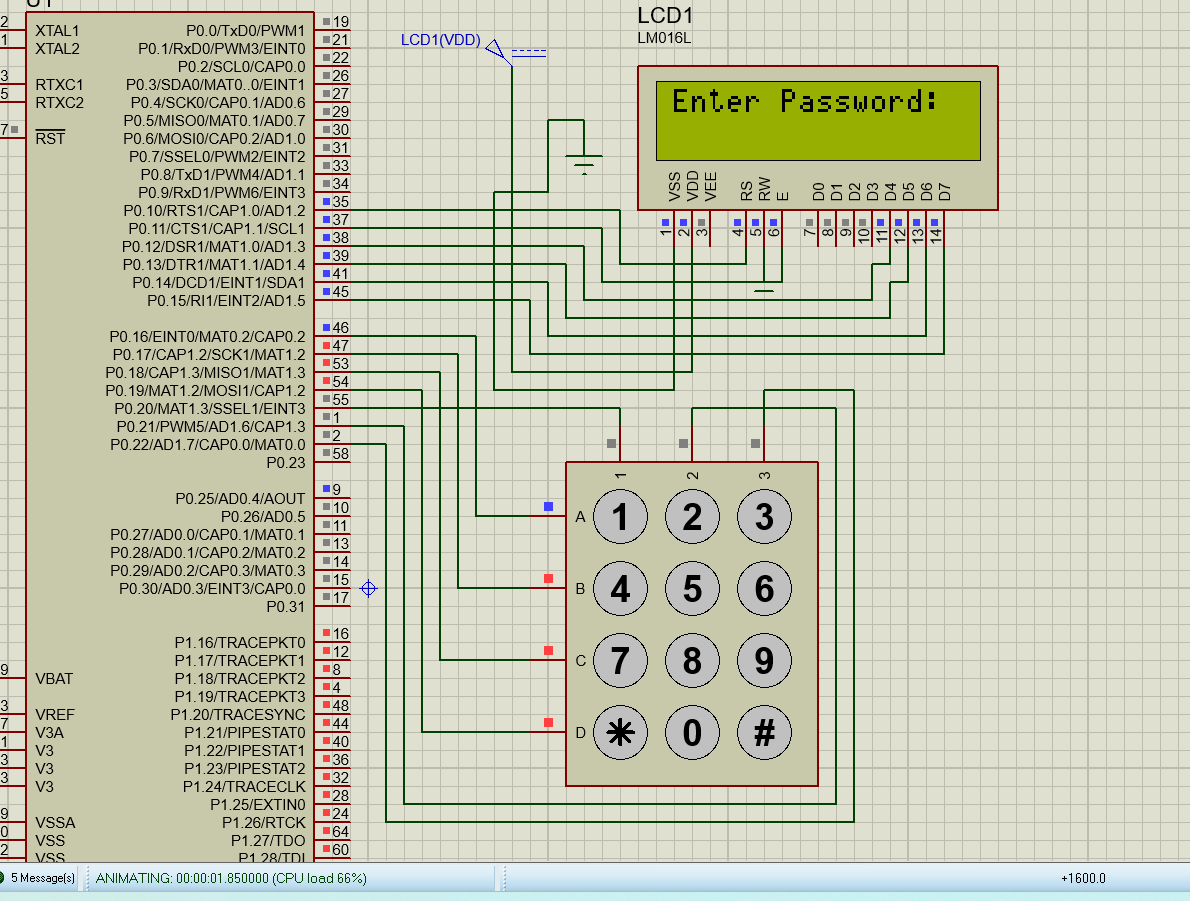 U1
2 XTAL1
1 XTAL2
3 RTXC1
5 RTXC2
7 RST
9 VBAT
3 VREF
7 V3A
1 V3
3 V3
3 V3
9 VSSA
0 VSS
2 VSS
P0.0/TxD0/PWM1 19
P0.1/RxD0/PWM3/EINT0 21
P0.2/SCL0/CAP0.0 22
P0.3/SDA0/MAT0..0/EINT1 26
P0.4/SCK0/CAP0.1/AD0.6 27
P0.5/MISO0/MAT0.1/AD0.7 29
P0.6/MOSI0/CAP0.2/AD1.0 30
P0.7/SSEL0/PWM2/EINT2 31
P0.8/TxD1/PWM4/AD1.1 33
P0.9/RxD1/PWM6/EINT3 34
P0.10/RTS1/CAP1.0/AD1.2 35
P0.11/CTS1/CAP1.1/SCL1 37
P0.12/DSR1/MAT1.0/AD1.3 38
P0.13/DTR1/MAT1.1/AD1.4 39
P0.14/DCD1/EINT1/SDA1 41
P0.15/RI1/EINT2/AD1.5 45
P0.16/EINT0/MAT0.2/CAP0.2 46
P0.17/CAP1.2/SCK1/MAT1.2 47
P0.18/CAP1.3/MISO1/MAT1.3 53
P0.19/MAT1.2/MOSI1/CAP1.2 54
P0.20/MAT1.3/SSEL1/EINT3 55
P0.21/PWM5/AD1.6/CAP1.3 1
P0.22/AD1.7/CAP0.0/MAT0.0 2
P0.23 58
P0.25/AD0.4/AOUT 9
P0.26/AD0.5 10
P0.27/AD0.0/CAP0.1/MAT0.1 11
P0.28/AD0.1/CAP0.2/MAT0.2 13
P0.29/AD0.2/CAP0.3/MAT0.3 14
P0.30/AD0.3/EINT3/CAP0.0 15
P0.31 17
P1.16/TRACEPKT0 16
P1.17/TRACEPKT1 12
P1.18/TRACEPKT2 8
P1.19/TRACEPKT3 4
P1.20/TRACESYNC 48
P1.21/PIPESTAT0 44
P1.22/PIPESTAT1 40
P1.23/PIPESTAT2 36
P1.24/TRACECLK 32
P1.25/EXTIN0 28
P1.26/RTCK 24
P1.27/TDO 64
P1.28/TDI 60
LCD1(VDD)
LCD1
LM016L
Enter Password:
VSS VDD VEE RS RW E D0 D1 D2 D3 D4 D5 D6 D7
1 2 3 4 5 6 7 8 9 10 11 12 13 14
1 2 3
A 1 2 3
B 4 5 6
C 7 8 9
D * 0 #
5 Message(s) ANIMATING: 00:00:01.850000 (CPU load 66%) +1600.0